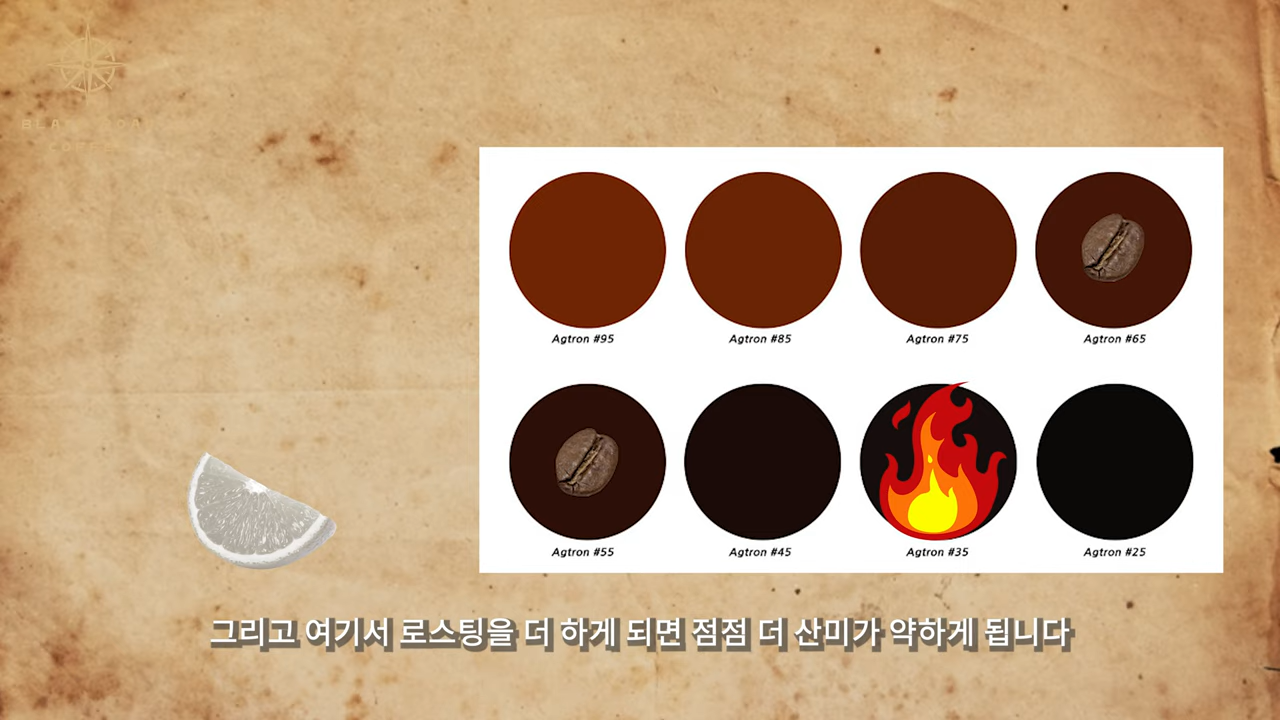 Agtron #95
Agtron #85
Agtron #75
Agtron #65
Agtron #55
Agtron #45
Agtron #35
Agtron #25
그리고 여기서 로스팅을 더 하게 되면 점점 더 산미가 약하게 됩니다